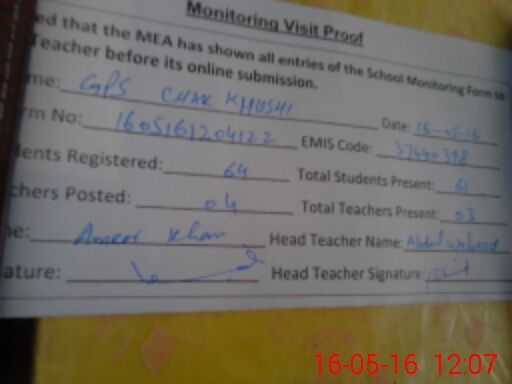 Monitoring Visit Proof
ed that the MEA has shown all entries of the School Monitoring Form to
Teacher before its online submission.
me: GPS CHAK KHUSHI Date: 16-05-16
rm No: 1605161204122 EMIS Code: 37440398
dents Registered: 64 Total Students Present: 61
chers Posted: 04 Total Teachers Present: 03
e: Ameer Khan Head Teacher Name: Abdul Waheed
ature: Head Teacher Signature:
16-05-16 12:07